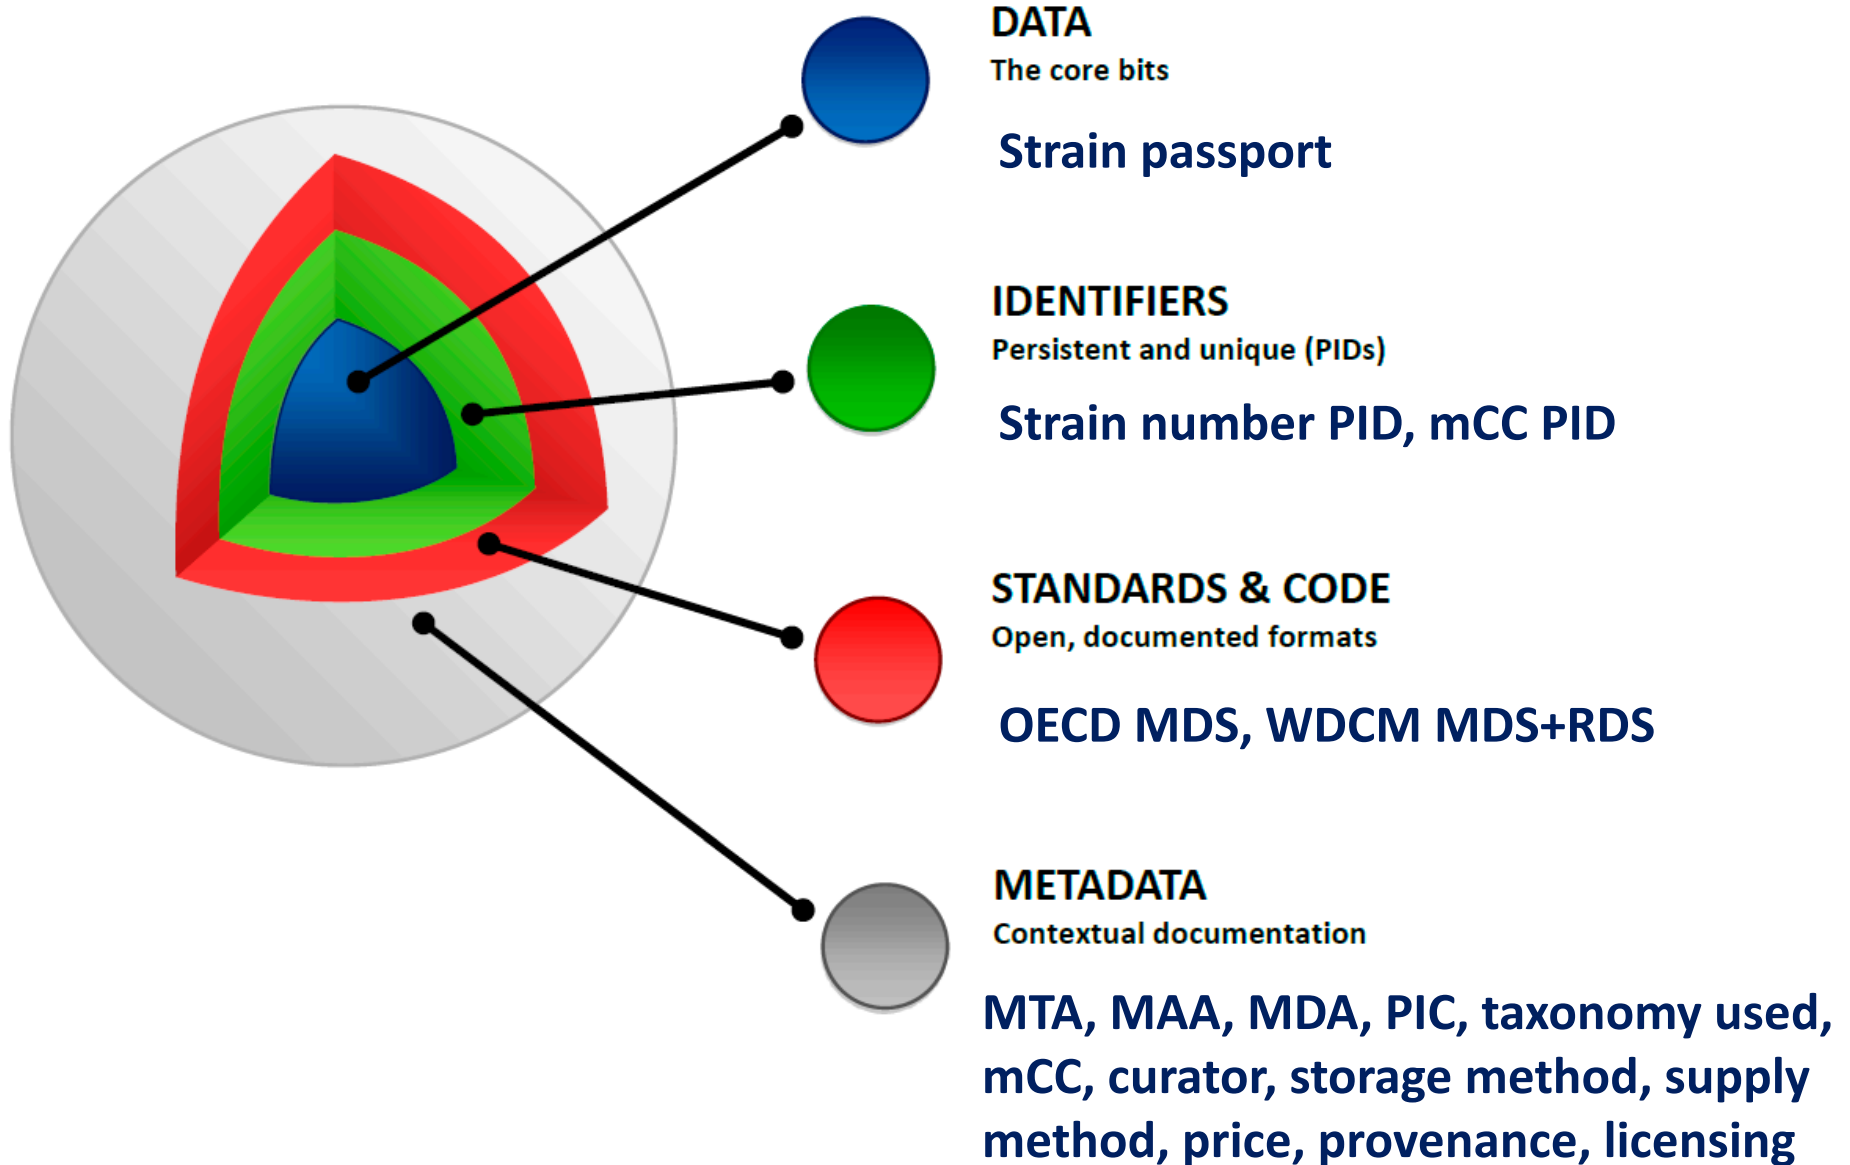 DATA
The core bits
Strain passport
IDENTIFIERS
Persistent and unique (PIDs)
Strain number PID, mCC PID
STANDARDS & CODE
Open, documented formats
OECD MDS, WDCM MDS+RDS
METADATA
Contextual documentation
MTA, MAA, MDA, PIC, taxonomy used,
mCC, curator, storage method, supply
method, price, provenance, licensing